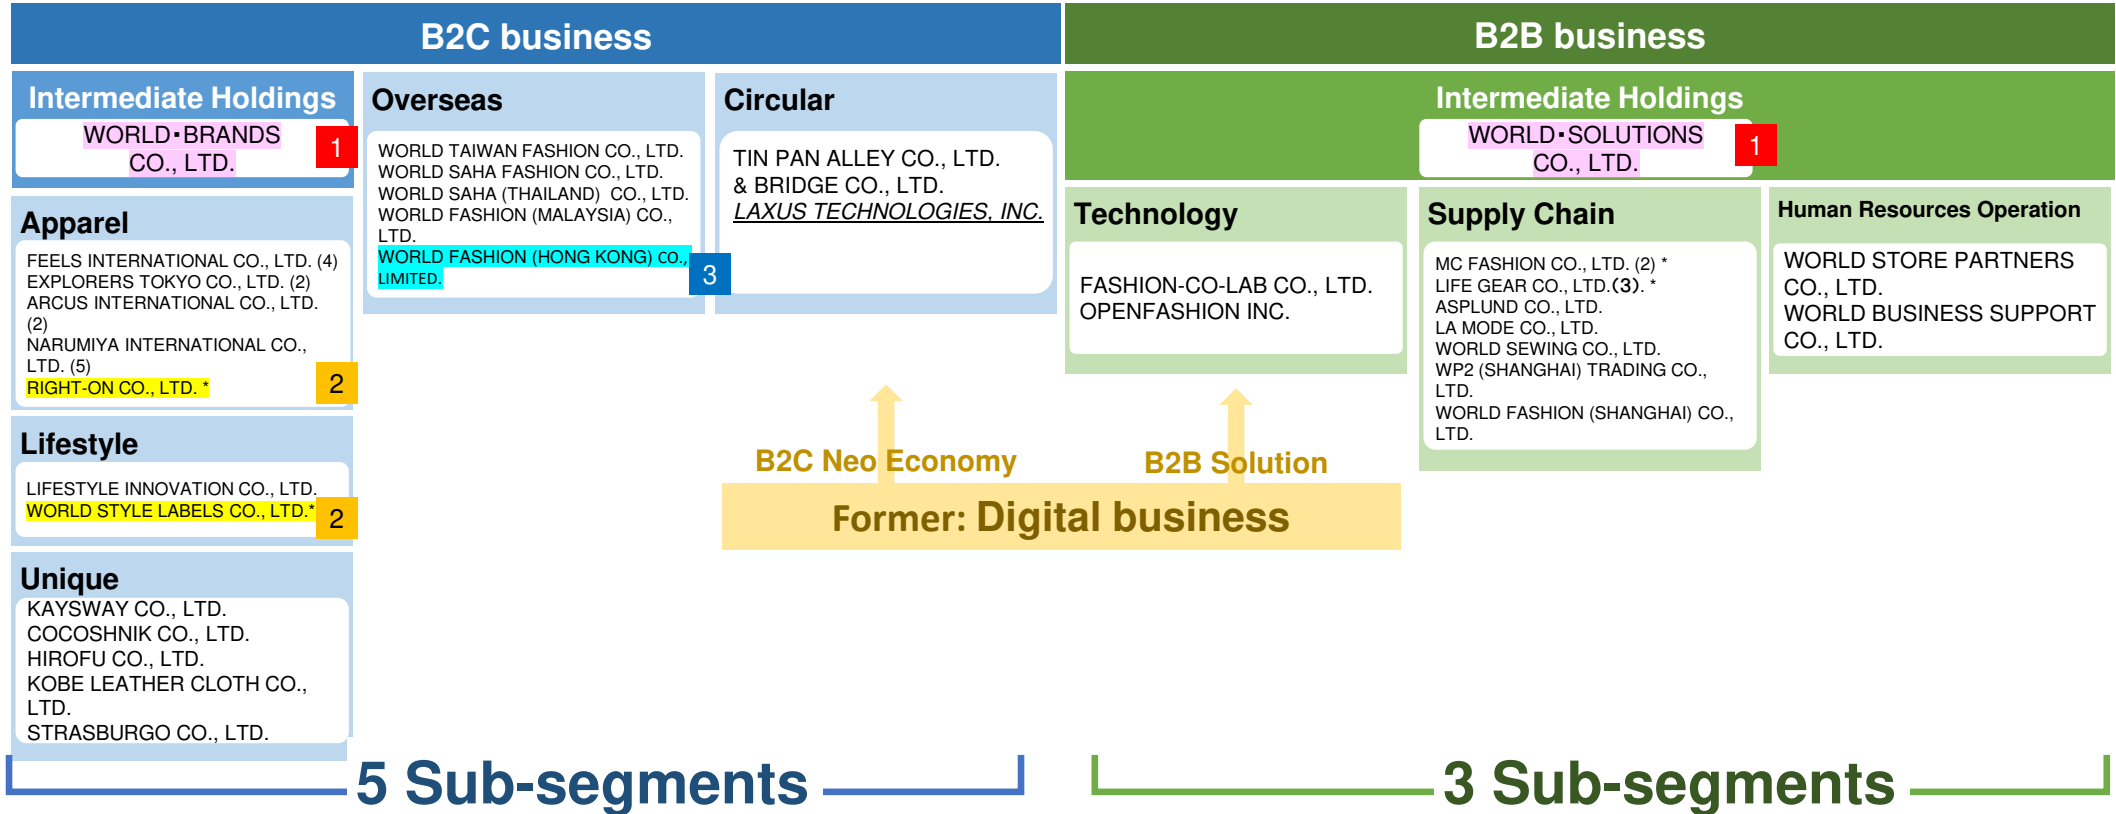 B2C business
Intermediate Holdings
WORLD・BRANDS
CO., LTD.
1
Apparel
FEELS INTERNATIONAL CO., LTD. (4)
EXPLORERS TOKYO CO., LTD. (2)
ARCUS INTERNATIONAL CO., LTD.
(2)
NARUMIYA INTERNATIONAL CO.,
LTD. (5)
RIGHT-ON CO., LTD. *
2
Lifestyle
LIFESTYLE INNOVATION CO., LTD.
WORLD STYLE LABELS CO., LTD.*
2
Unique
KAYSWAY CO., LTD.
COCOSHNIK CO., LTD.
HIROFU CO., LTD.
KOBE LEATHER CLOTH CO.,
LTD.
STRASBURGO CO., LTD.
Overseas
WORLD TAIWAN FASHION CO., LTD.
WORLD SAHA FASHION CO., LTD.
WORLD SAHA (THAILAND) CO., LTD.
WORLD FASHION (MALAYSIA) CO.,
LTD.
WORLD FASHION (HONG KONG) CO.,
LIMITED.
3
Circular
TIN PAN ALLEY CO., LTD.
& BRIDGE CO., LTD.
LAXUS TECHNOLOGIES, INC.
B2B business
Intermediate Holdings
WORLD・SOLUTIONS
CO., LTD.
1
Technology
FASHION-CO-LAB CO., LTD.
OPENFASHION INC.
Supply Chain
MC FASHION CO., LTD. (2) *
LIFE GEAR CO., LTD.(3). *
ASPLUND CO., LTD.
LA MODE CO., LTD.
WORLD SEWING CO., LTD.
WP2 (SHANGHAI) TRADING CO.,
LTD.
WORLD FASHION (SHANGHAI) CO.,
LTD.
Human Resources Operation
WORLD STORE PARTNERS
CO., LTD.
WORLD BUSINESS SUPPORT
CO., LTD.
B2C Neo Economy
B2B Solution
Former: Digital business
5 Sub-segments
3 Sub-segments